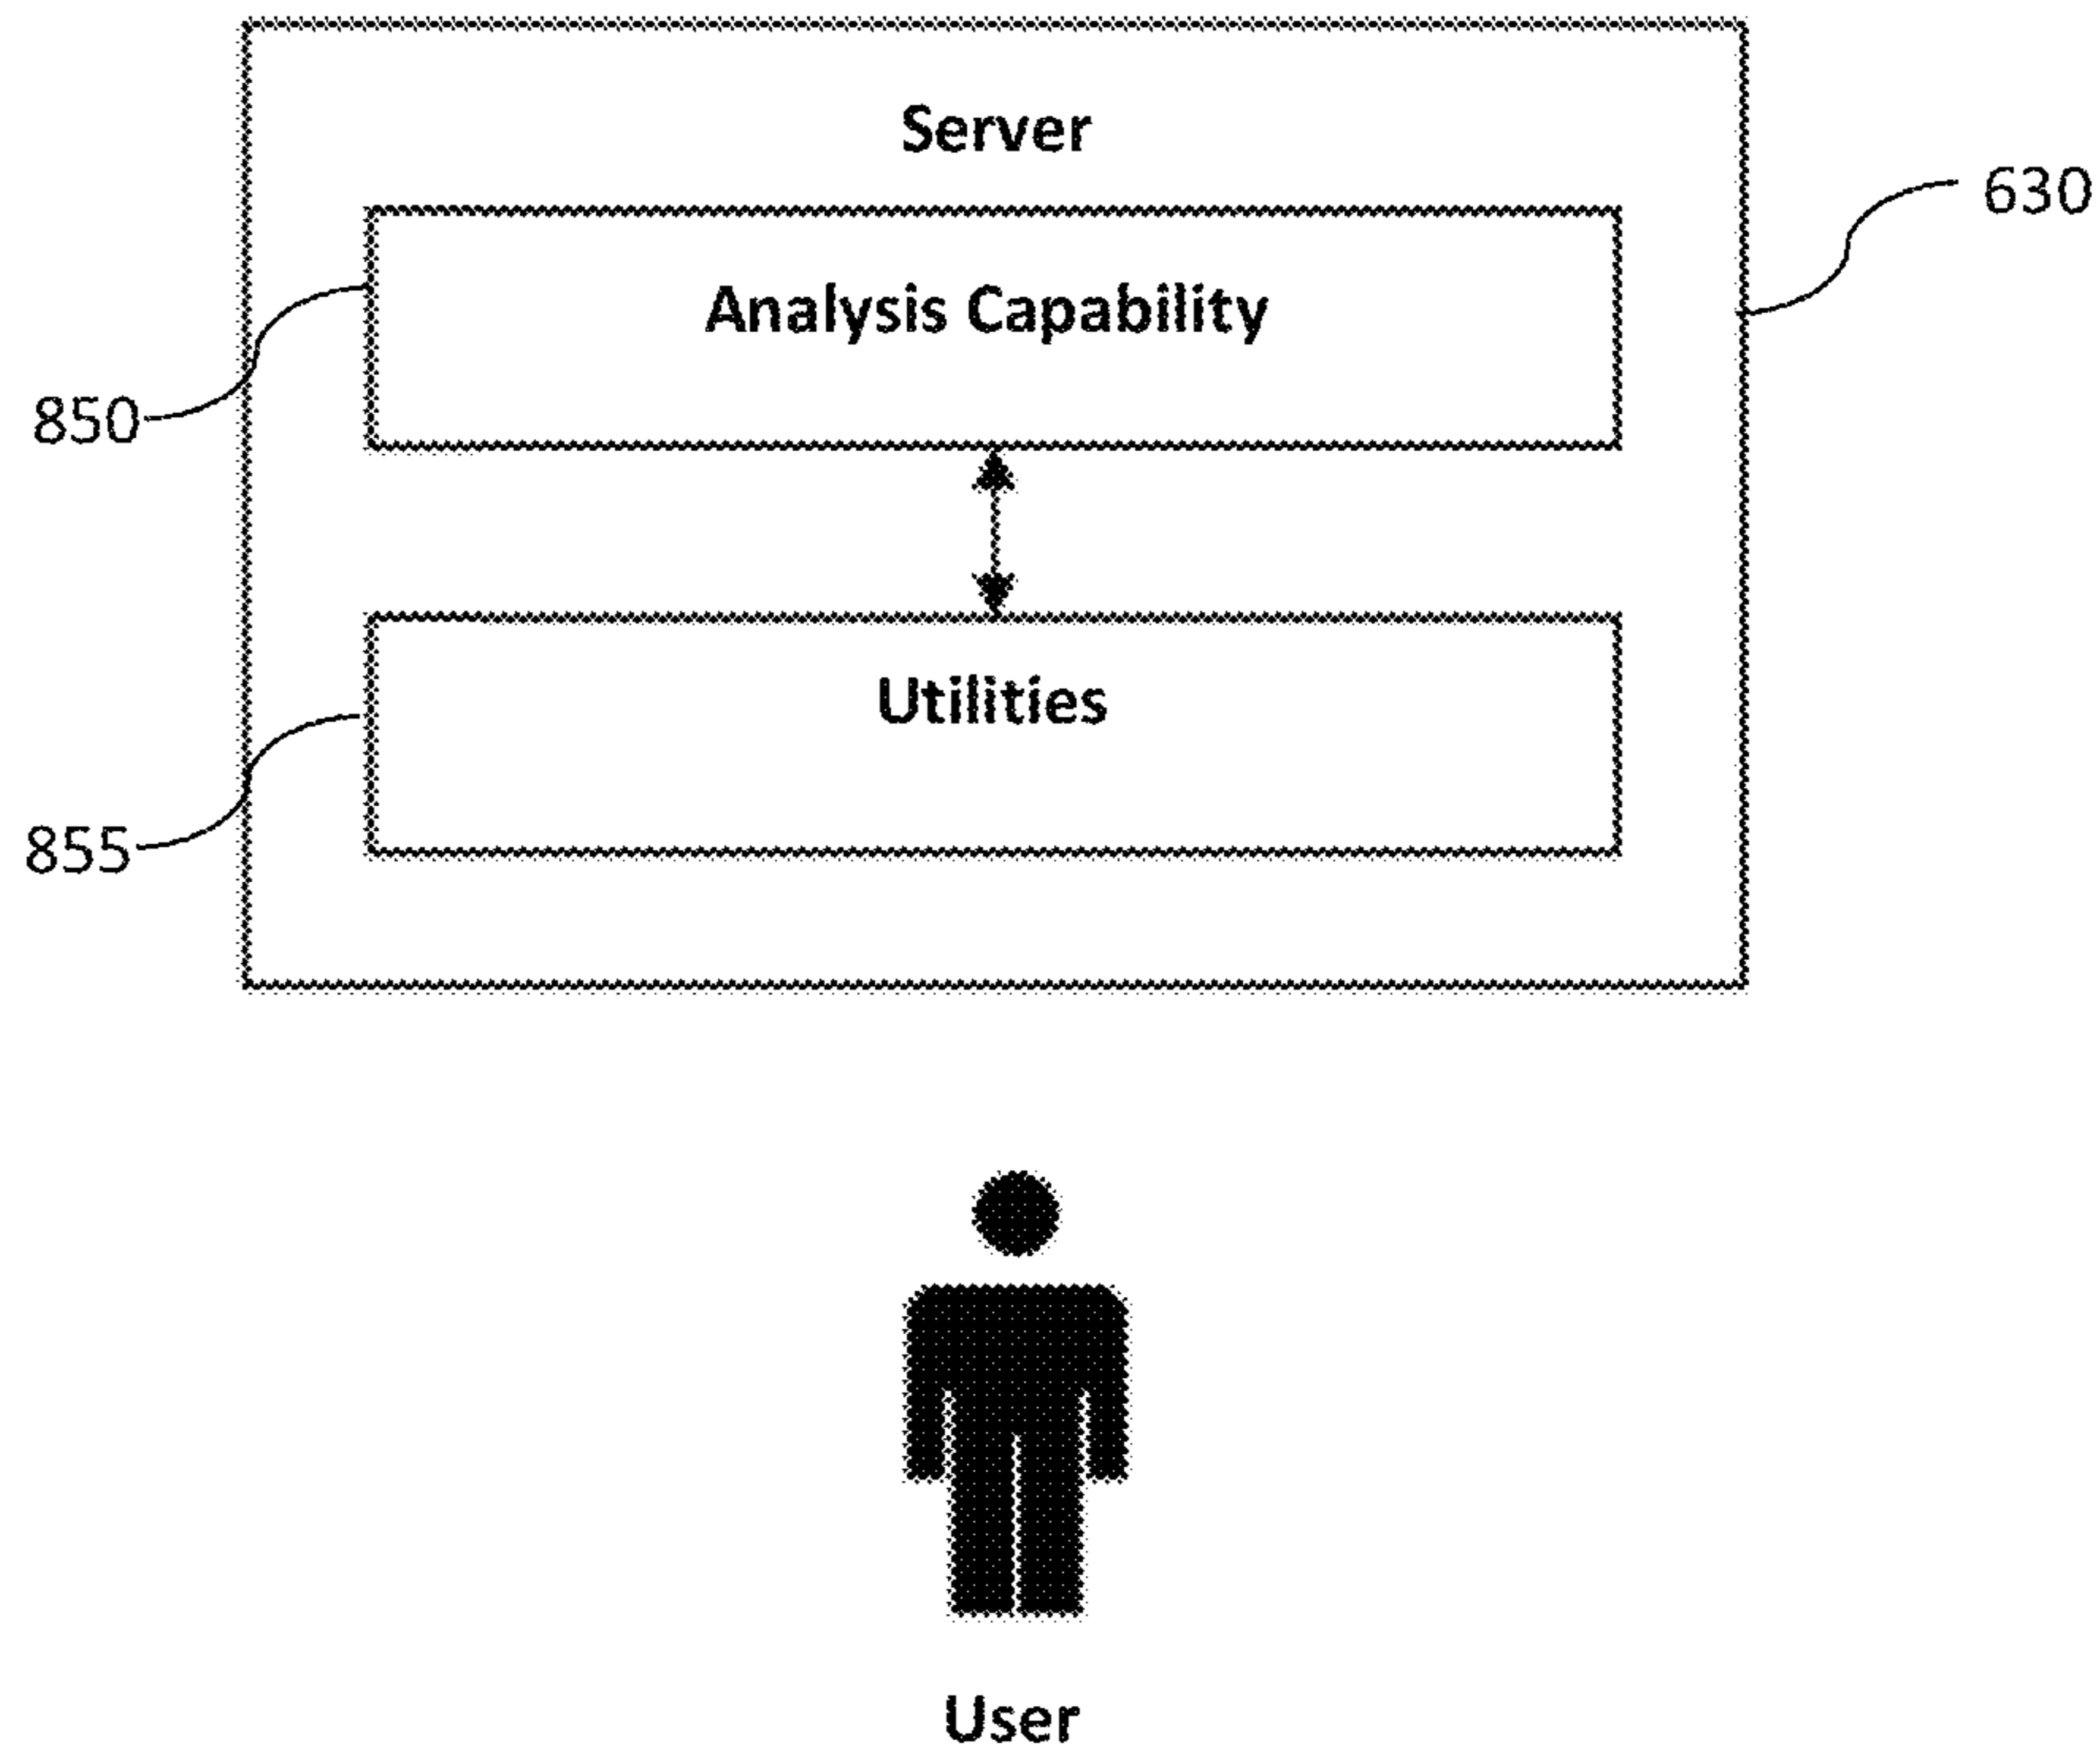 Server
630
Analysis Capability
850
Utilities
855
User